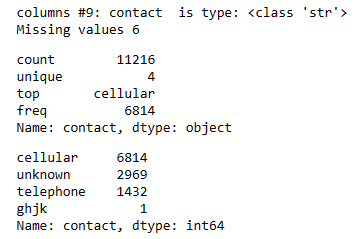 columns #9: contact  is type: <class 'str'>
Missing values 6
count        11216
unique           4
top       cellular
freq          6814
Name: contact, dtype: object
cellular     6814
unknown      2969
telephone    1432
ghjk            1
Name: contact, dtype: int64